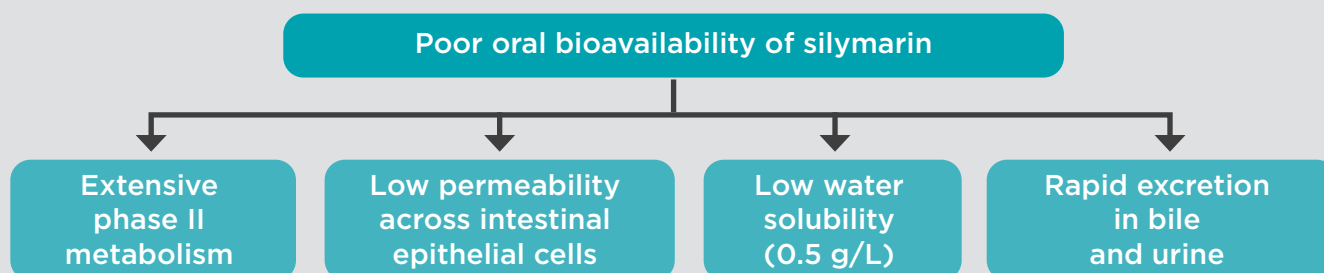 Poor oral bioavailability of silymarin
Extensive
phase II
metabolism
Low permeability
across intestinal
epithelial cells
Low water
solubility
(0.5 g/L)
Rapid excretion
in bile
and urine